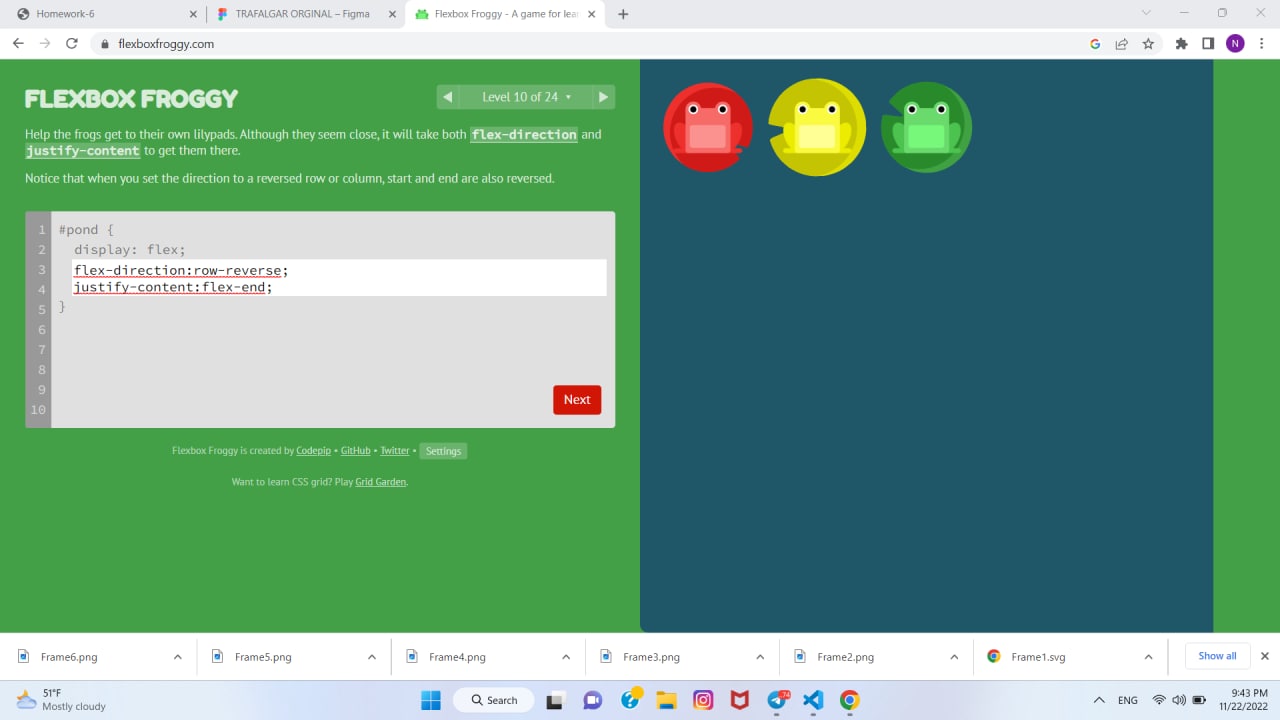 Homework-6
TRAFALGAR ORGINAL – Figma
Flexbox Froggy - A game for lear
flexboxfroggy.com
N
FLEXBOX FROGGY
Level 10 of 24
Help the frogs get to their own lilypads. Although they seem close, it will take both flex-direction and
justify-content to get them there.
Notice that when you set the direction to a reversed row or column, start and end are also reversed.
1 #pond {
2 display: flex;
3 flex-direction:row-reverse;
4 justify-content:flex-end;
5 }
6
7
8
9
10
Next
Flexbox Froggy is created by Codepip • GitHub • Twitter • Settings
Want to learn CSS grid? Play Grid Garden.
Frame6.png
Frame5.png
Frame4.png
Frame3.png
Frame2.png
Frame1.svg
Show all
51°F
Mostly cloudy
Search
ENG
9:43 PM
11/22/2022